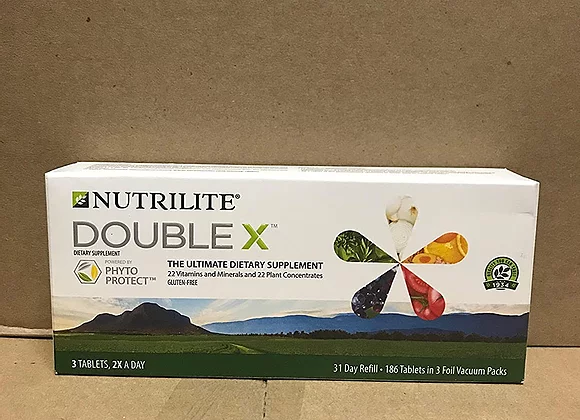 NUTRILITE®
DOUBLE X™
DIETARY SUPPLEMENT
POWERED BY
PHYTO
PROTECT™
THE ULTIMATE DIETARY SUPPLEMENT
22 Vitamins and Minerals and 22 Plant Concentrates
GLUTEN-FREE
1934
3 TABLETS, 2X A DAY
31 Day Refill • 186 Tablets in 3 Foil Vacuum Packs